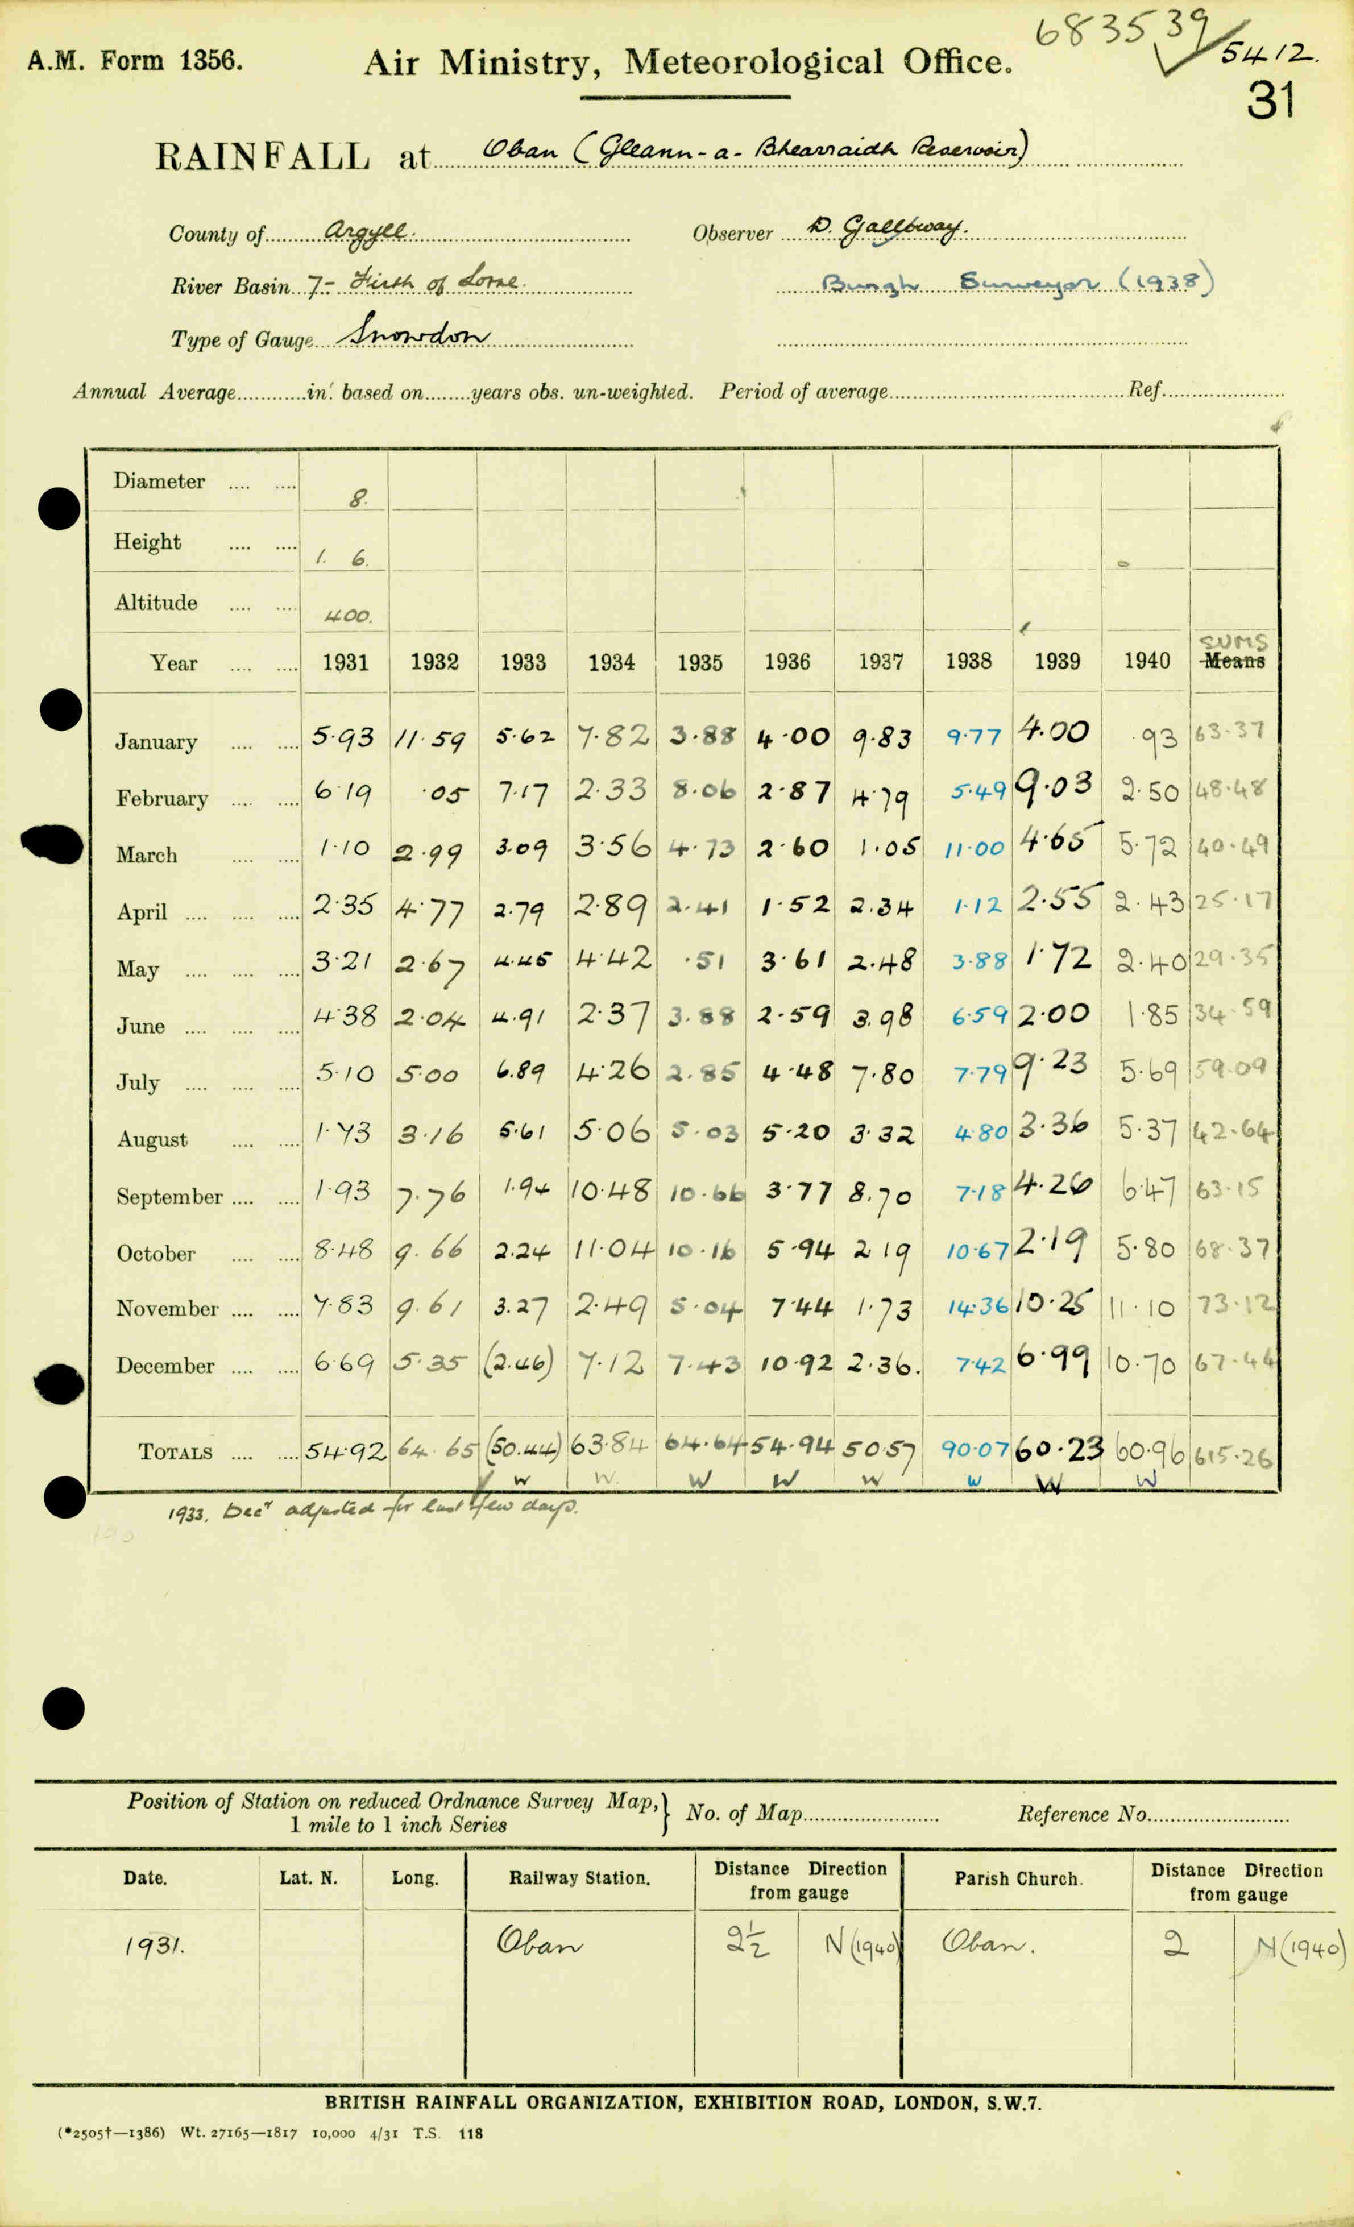 683539
5412.
31
A.M. Form 1356.
Air Ministry, Meteorological Office.
RAINFALL at Oban (Gleann-a-Bhearraidh Reservoir)
County of Argyll. Observer D. Galloway.
River Basin 7- Firth of Lorne. Burgh Surveyor (1938)
Type of Gauge Snowdon
Annual Average in. based on years obs. un-weighted. Period of average Ref.
Diameter 8.
Height 1. 6.
Altitude 400.
SUMS
Year 1931 1932 1933 1934 1935 1936 1937 1938 1939 1940 Means
January 5.93 11.59 5.62 7.82 3.88 4.00 9.83 9.77 4.00 .93 63.37
February 6.19 .05 7.17 2.33 8.06 2.87 4.79 5.49 9.03 2.50 48.48
March 1.10 2.99 3.09 3.56 4.73 2.60 1.05 11.00 4.65 5.72 40.49
April 2.35 4.77 2.79 2.89 2.41 1.52 2.34 1.12 2.55 2.43 25.17
May 3.21 2.67 4.45 4.42 .51 3.61 2.48 3.88 1.72 2.40 29.35
June 4.38 2.04 4.91 2.37 3.88 2.59 3.98 6.59 2.00 1.85 34.59
July 5.10 5.00 6.89 4.26 2.85 4.48 7.80 7.79 9.23 5.69 59.09
August 1.73 3.16 5.61 5.06 5.03 5.20 3.32 4.80 3.36 5.37 42.64
September 1.93 7.76 1.94 10.48 10.66 3.77 8.70 7.18 4.26 6.47 63.15
October 8.48 9.66 2.24 11.04 10.16 5.94 2.19 10.67 2.19 5.80 68.37
November 7.83 9.61 3.27 2.49 5.04 7.44 1.73 14.36 10.25 11.10 73.12
December 6.69 5.35 (2.46) 7.12 7.43 10.92 2.36. 7.42 6.99 10.70 67.44
TOTALS 54.92 64.65 (50.44) 63.84 64.64 54.94 50.57 90.07 60.23 60.96 615.26
W W. W W W W W W
1933. Decr adjusted for last few days.
Position of Station on reduced Ordnance Survey Map,} No. of Map Reference No.
1 mile to 1 inch Series
Date. Lat. N. Long. Railway Station. Distance Direction from gauge Parish Church. Distance Direction from gauge
1931. Oban 2½ N(1940) Oban. 2 N(1940)
BRITISH RAINFALL ORGANIZATION, EXHIBITION ROAD, LONDON, S.W.7.
(*2505†—1386) Wt. 27165—1817 10,000 4/31 T.S. 118